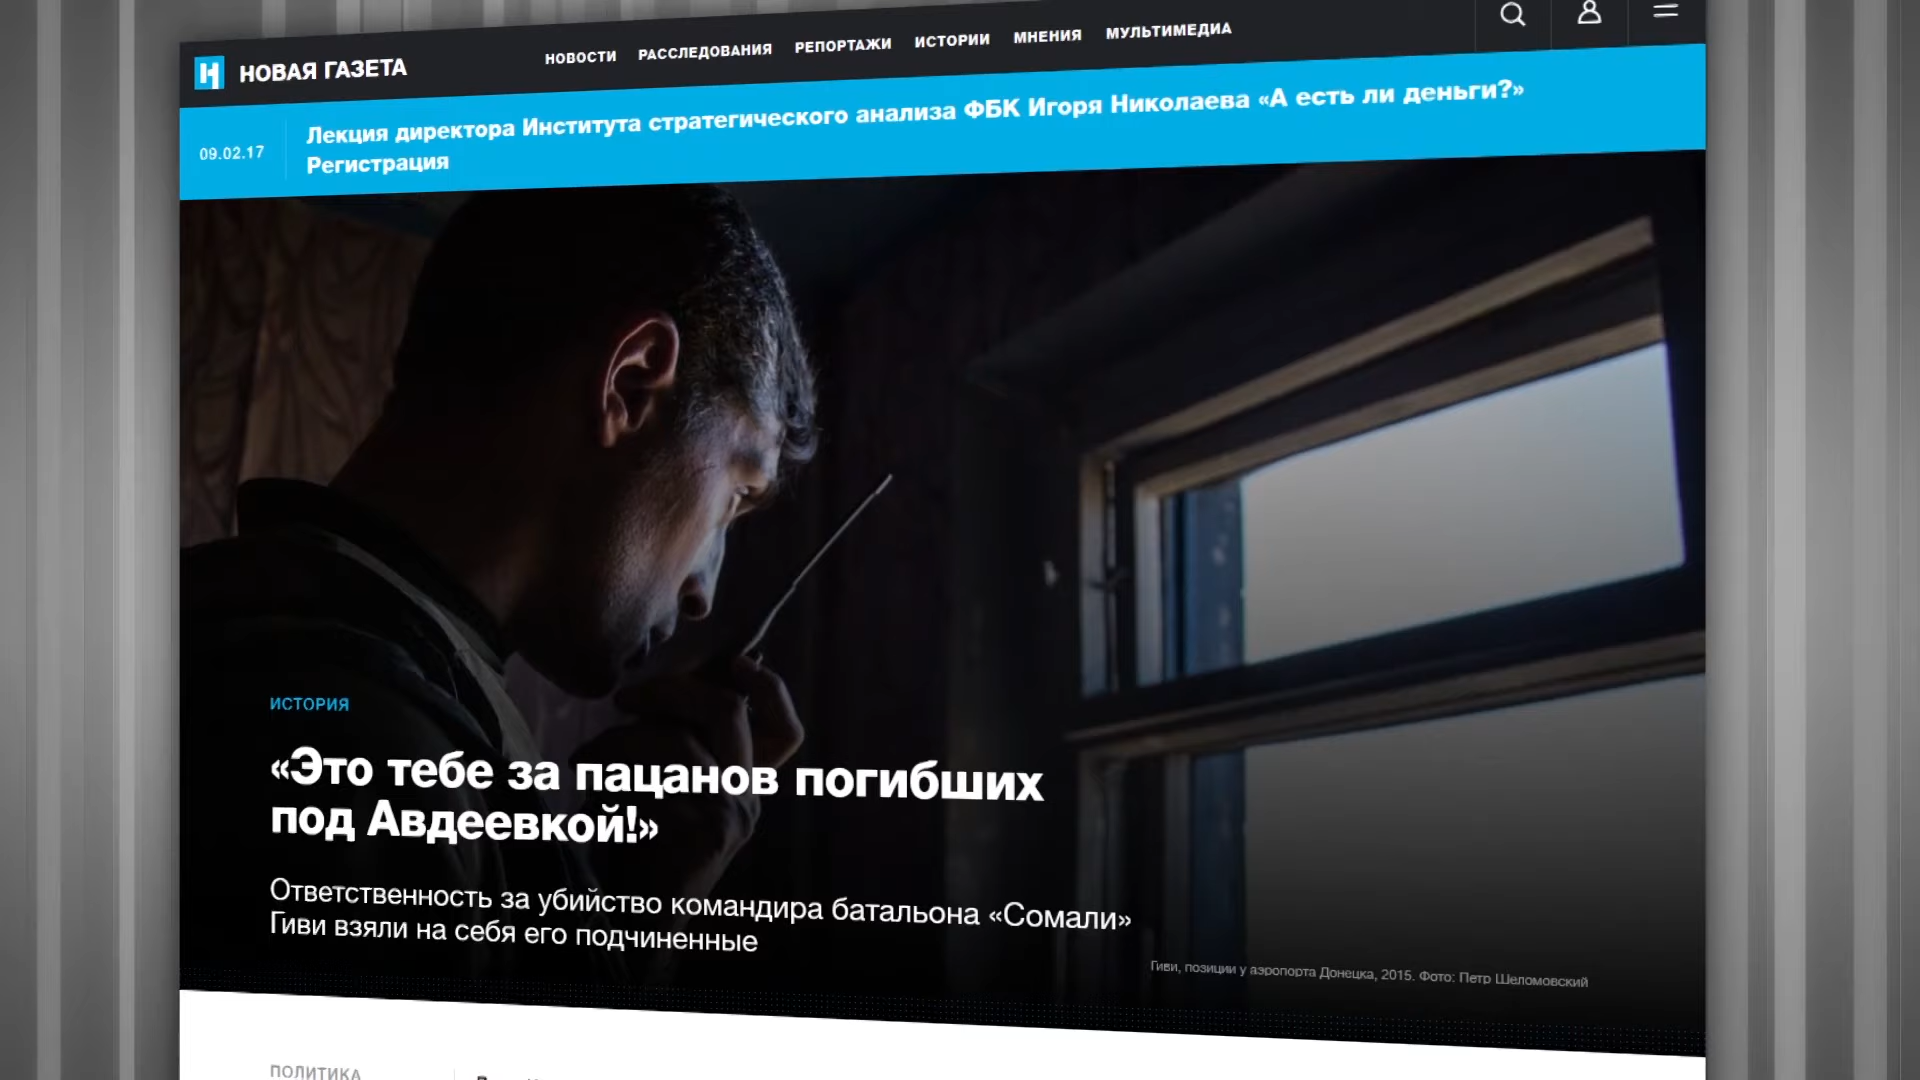 НОВАЯ ГАЗЕТА
НОВОСТИ РАССЛЕДОВАНИЯ РЕПОРТАЖИ ИСТОРИИ МНЕНИЯ МУЛЬТИМЕДИА
09.02.17
Лекция директора Института стратегического анализа ФБК Игоря Николаева «А есть ли деньги?»
Регистрация
ИСТОРИЯ
«Это тебе за пацанов погибших
под Авдеевкой!»
Ответственность за убийство командира батальона «Сомали»
Гиви взяли на себя его подчиненные
Гиви, позиции у аэропорта Донецка, 2015. Фото: Петр Шеломовский
ПОЛИТИКА